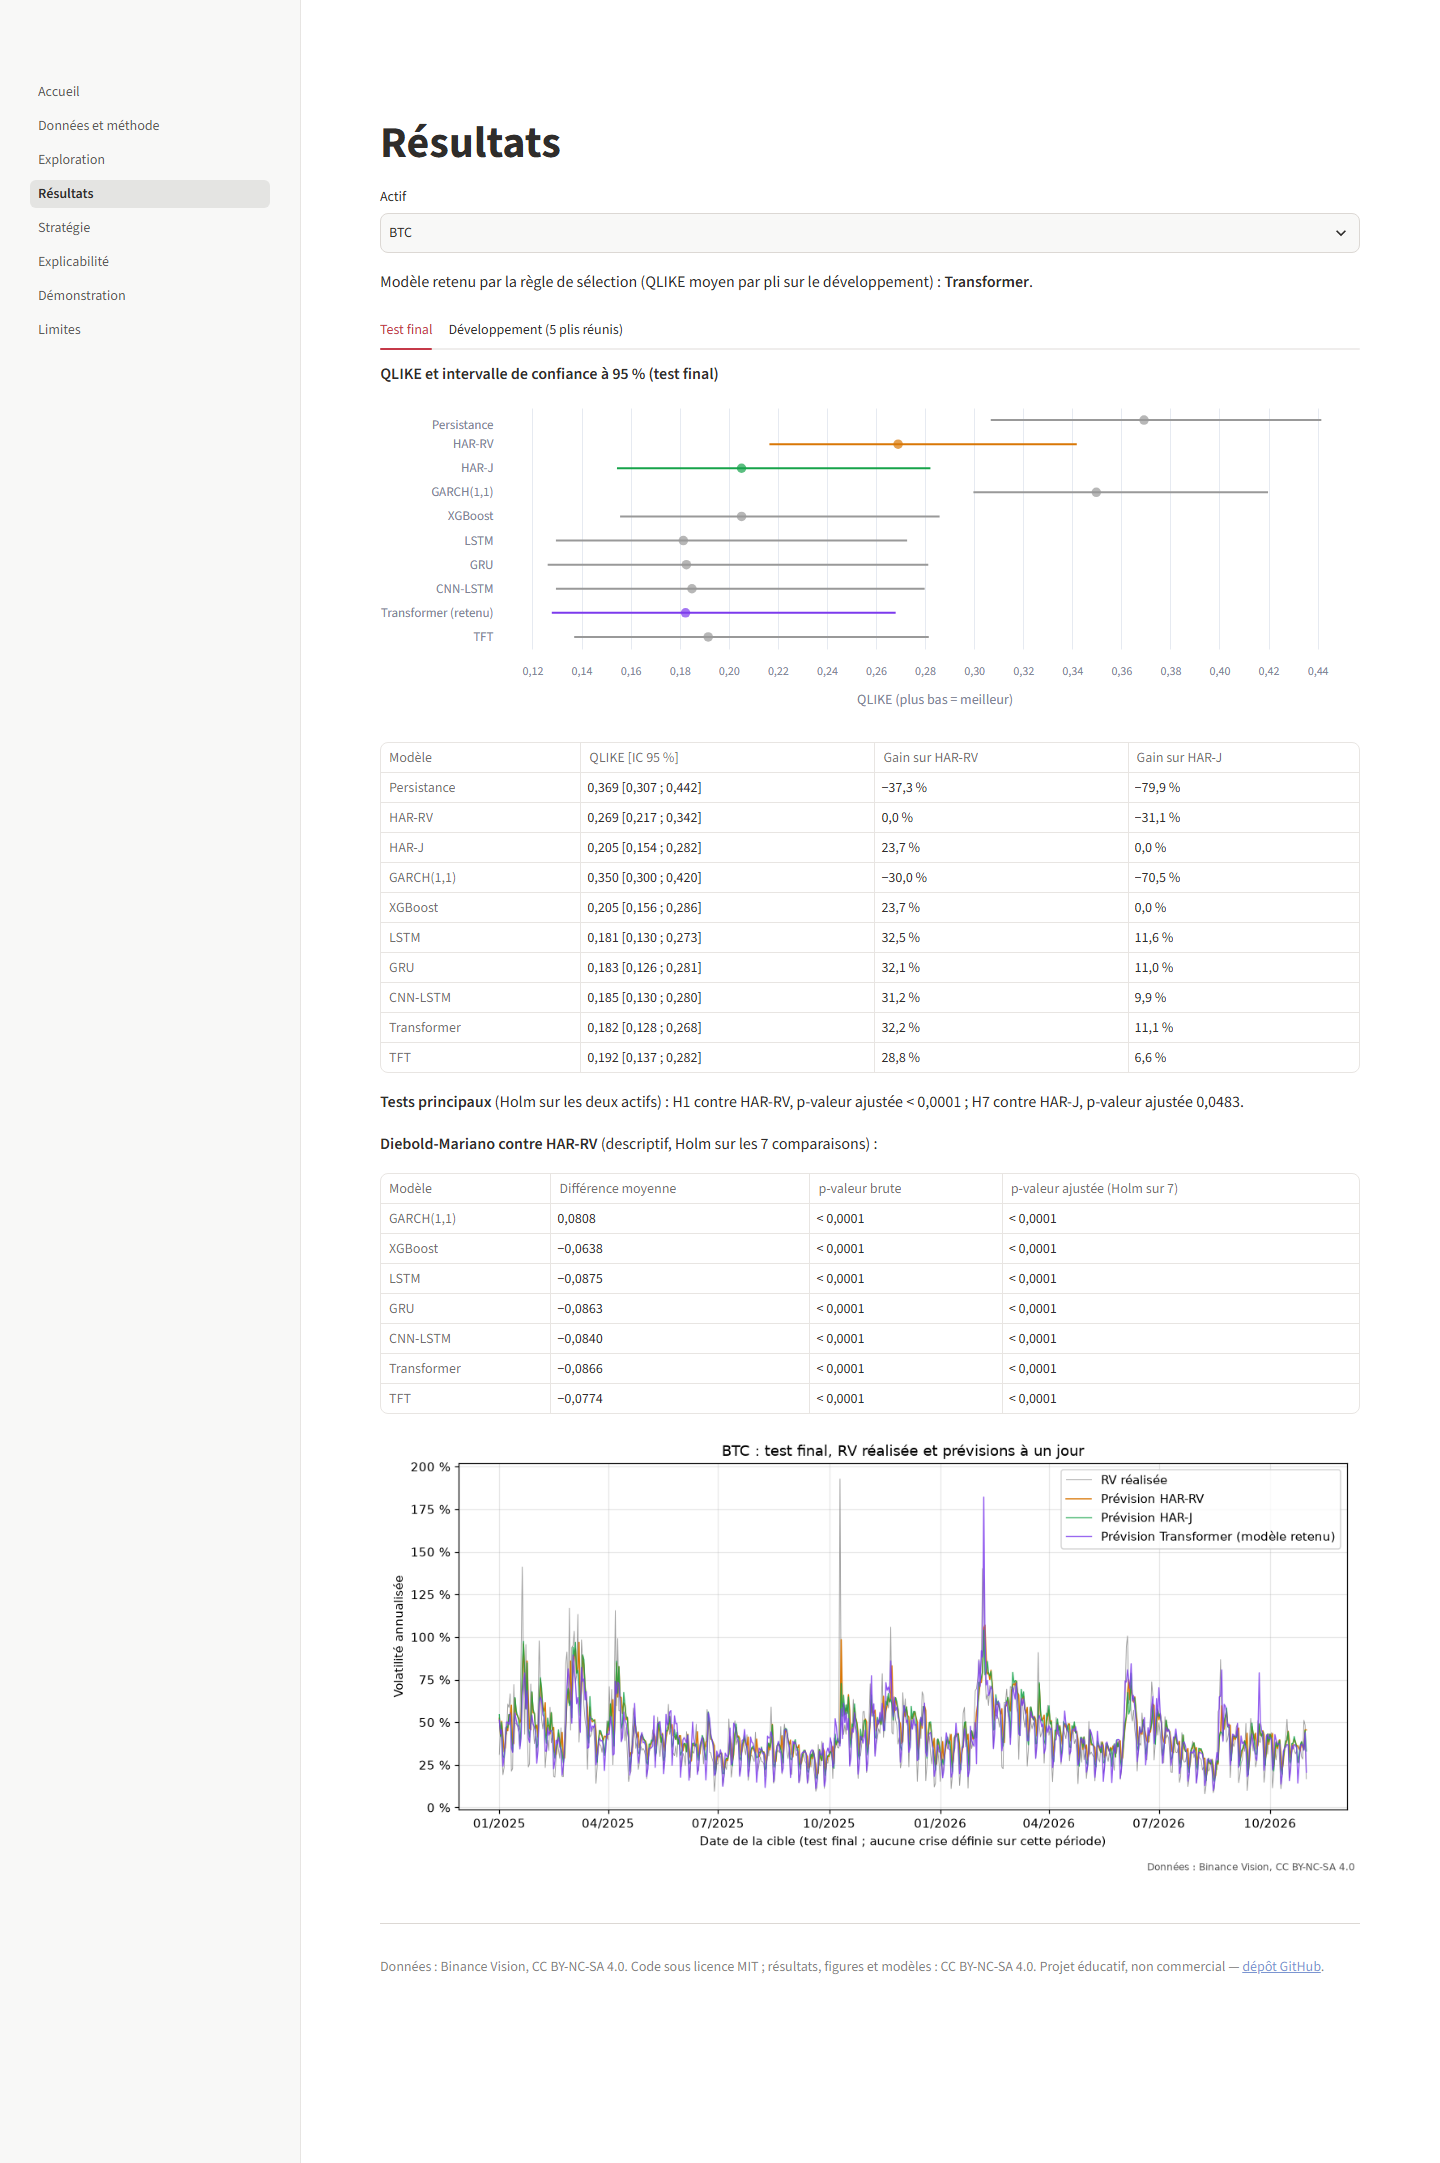 Accueil
Données et méthode
Exploration
Résultats
Stratégie
Explicabilité
Démonstration
Limites
Résultats
Actif
BTC
Modèle retenu par la règle de sélection (QLIKE moyen par pli sur le développement) : Transformer.
Test final Développement (5 plis réunis)
QLIKE et intervalle de confiance à 95 % (test final)
Persistance
HAR-RV
HAR-J
GARCH(1,1)
XGBoost
LSTM
GRU
CNN-LSTM
Transformer (retenu)
TFT
0,12 0,14 0,16 0,18 0,20 0,22 0,24 0,26 0,28 0,30 0,32 0,34 0,36 0,38 0,40 0,42 0,44
QLIKE (plus bas = meilleur)
Modèle QLIKE [IC 95 %] Gain sur HAR-RV Gain sur HAR-J
Persistance 0,369 [0,307 ; 0,442] −37,3 % −79,9 %
HAR-RV 0,269 [0,217 ; 0,342] 0,0 % −31,1 %
HAR-J 0,205 [0,154 ; 0,282] 23,7 % 0,0 %
GARCH(1,1) 0,350 [0,300 ; 0,420] −30,0 % −70,5 %
XGBoost 0,205 [0,156 ; 0,286] 23,7 % 0,0 %
LSTM 0,181 [0,130 ; 0,273] 32,5 % 11,6 %
GRU 0,183 [0,126 ; 0,281] 32,1 % 11,0 %
CNN-LSTM 0,185 [0,130 ; 0,280] 31,2 % 9,9 %
Transformer 0,182 [0,128 ; 0,268] 32,2 % 11,1 %
TFT 0,192 [0,137 ; 0,282] 28,8 % 6,6 %
Tests principaux (Holm sur les deux actifs) : H1 contre HAR-RV, p-valeur ajustée < 0,0001 ; H7 contre HAR-J, p-valeur ajustée 0,0483.
Diebold-Mariano contre HAR-RV (descriptif, Holm sur les 7 comparaisons) :
Modèle Différence moyenne p-valeur brute p-valeur ajustée (Holm sur 7)
GARCH(1,1) 0,0808 < 0,0001 < 0,0001
XGBoost −0,0638 < 0,0001 < 0,0001
LSTM −0,0875 < 0,0001 < 0,0001
GRU −0,0863 < 0,0001 < 0,0001
CNN-LSTM −0,0840 < 0,0001 < 0,0001
Transformer −0,0866 < 0,0001 < 0,0001
TFT −0,0774 < 0,0001 < 0,0001
BTC : test final, RV réalisée et prévisions à un jour
200 %
175 %
150 %
125 %
100 %
75 %
50 %
25 %
0 %
Volatilité annualisée
RV réalisée
Prévision HAR-RV
Prévision HAR-J
Prévision Transformer (modèle retenu)
01/2025 04/2025 07/2025 10/2025 01/2026 04/2026 07/2026 10/2026
Date de la cible (test final ; aucune crise définie sur cette période)
Données : Binance Vision, CC BY-NC-SA 4.0
Données : Binance Vision, CC BY-NC-SA 4.0. Code sous licence MIT ; résultats, figures et modèles : CC BY-NC-SA 4.0. Projet éducatif, non commercial — dépôt GitHub.